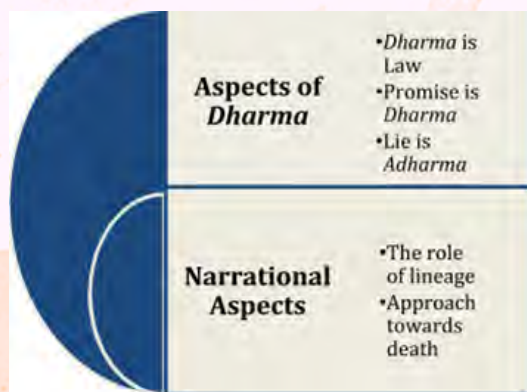 Aspects of
Dharma
•Dharma is
Law
•Promise is
Dharma
•Lie is
Adharma
Narrational
Aspects
•The role
of lineage
•Approach
towards
death